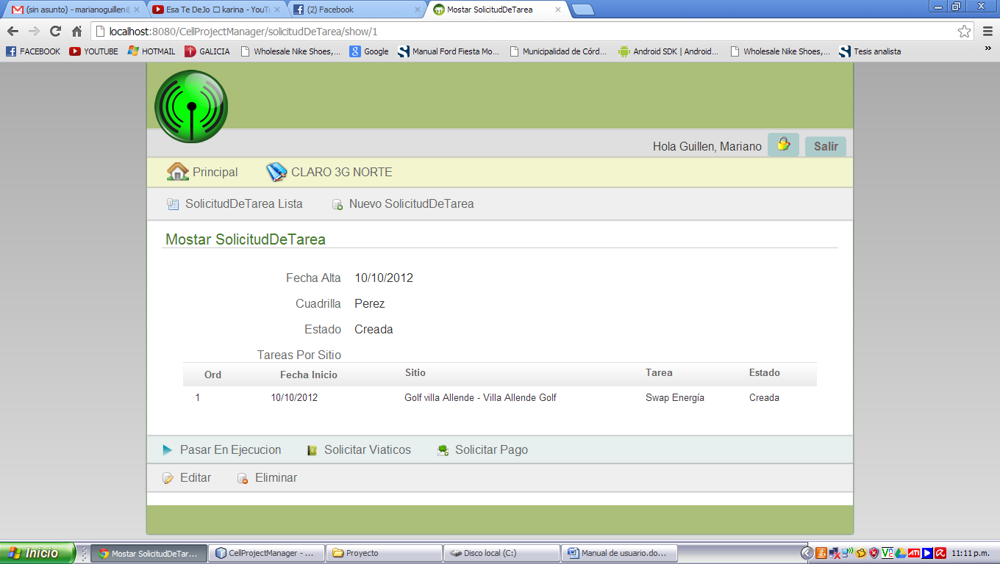 (sin asunto) - marianoguillen@
Esa Te DeJo □ karina - YouTu
(2) Facebook
Mostar SolicitudDeTarea
localhost:8080/CellProjectManager/solicitudDeTarea/show/1
FACEBOOK
YOUTUBE
HOTMAIL
GALICIA
Wholesale Nike Shoes,...
Google
Manual Ford Fiesta Mo...
Municipalidad de Córd...
Android SDK | Android...
Wholesale Nike Shoes,...
Tesis analista
»
Hola Guillen, Mariano
Salir
Principal
CLARO 3G NORTE
SolicitudDeTarea Lista
Nuevo SolicitudDeTarea
Mostar SolicitudDeTarea
Fecha Alta 10/10/2012
Cuadrilla Perez
Estado Creada
Tareas Por Sitio
Ord Fecha Inicio Sitio Tarea Estado
1 10/10/2012 Golf villa Allende - Villa Allende Golf Swap Energía Creada
Pasar En Ejecucion
Solicitar Viaticos
Solicitar Pago
Editar
Eliminar
Inicio
Mostar SolicitudDeTar...
CellProjectManager - ...
Proyecto
Disco local (C:)
Manual de usuario.do...
11:11 p.m.